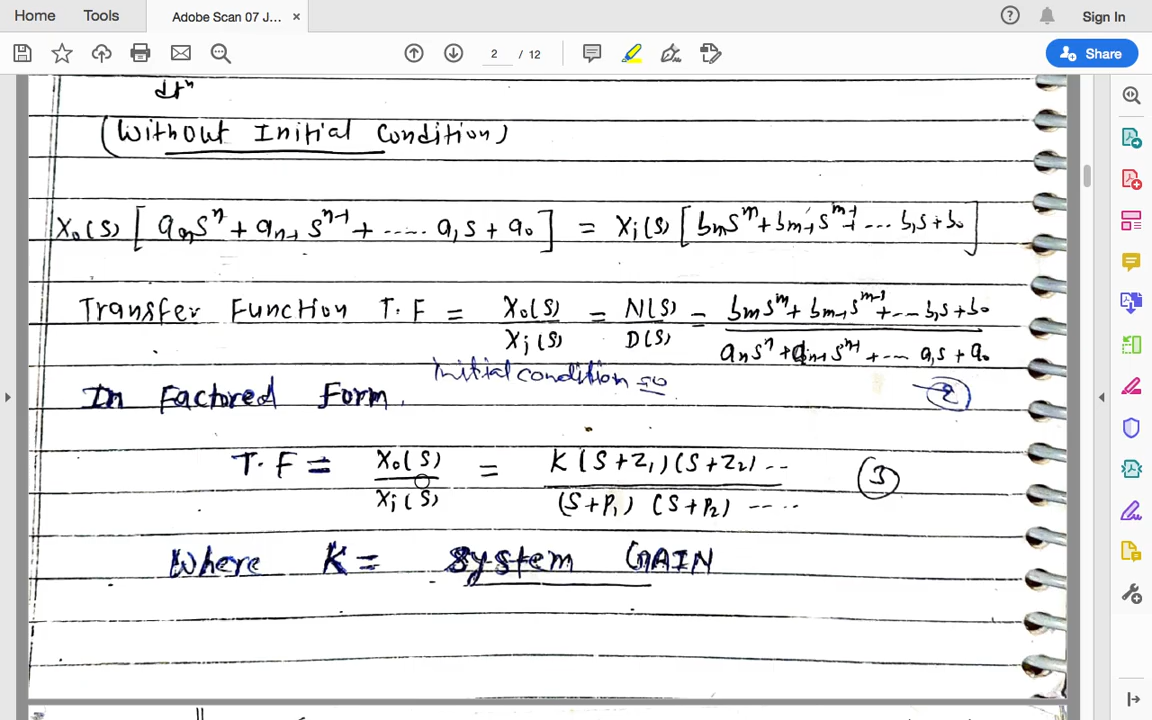 Home Tools Adobe Scan 07 J... × Sign In
2 / 12 Share
dtⁿ
(Without Initial Condition)
X₀(s) [ aₙsⁿ + aₙ₋₁ sⁿ⁻¹ + ..... a₁s + a₀ ] = Xᵢ(s) [ bₘsᵐ + bₘ₋₁sᵐ⁻¹ + ... b₁s + b₀ ]
Transfer Function T.F = X₀(s) / Xᵢ(s) = N(s) / D(s) = bₘsᵐ + bₘ₋₁sᵐ⁻¹ + ... b₁s + b₀ / aₙsⁿ + aₙ₋₁sⁿ⁻¹ + ... a₁s + a₀
Initial condition = 0
In Factored Form. 2
T.F = X₀(s) / Xᵢ(s) = K(S+Z₁)(S+Z₂) ... / (S+P₁) (S+P₂) ..... 3
Where K = system GAIN